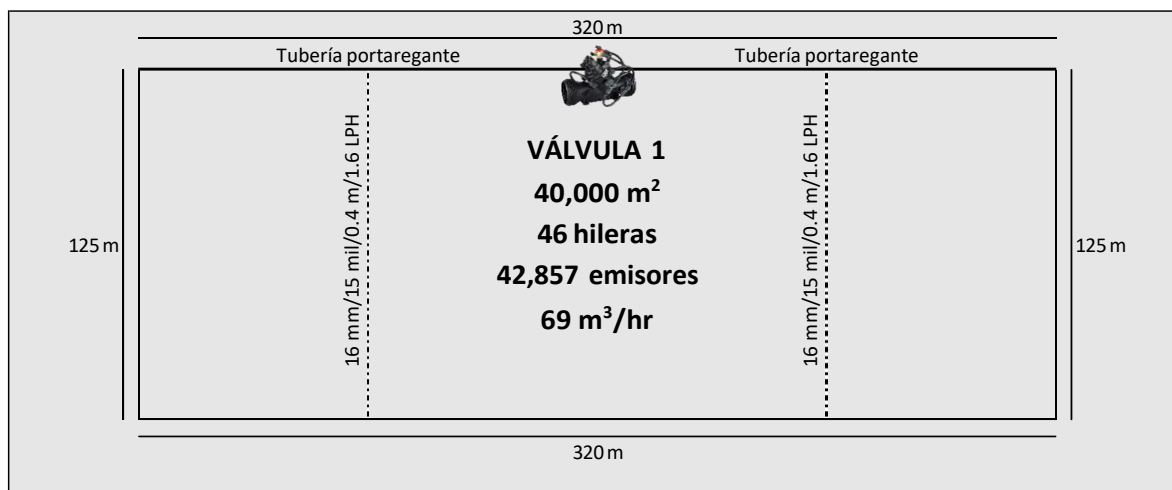 320 m
Tubería portaregante
Tubería portaregante
16 mm/15 mil/0.4 m/1.6 LPH
VÁLVULA 1
40,000 m²
46 hileras
42,857 emisores
69 m³/hr
16 mm/15 mil/0.4 m/1.6 LPH
125 m
125 m
320 m